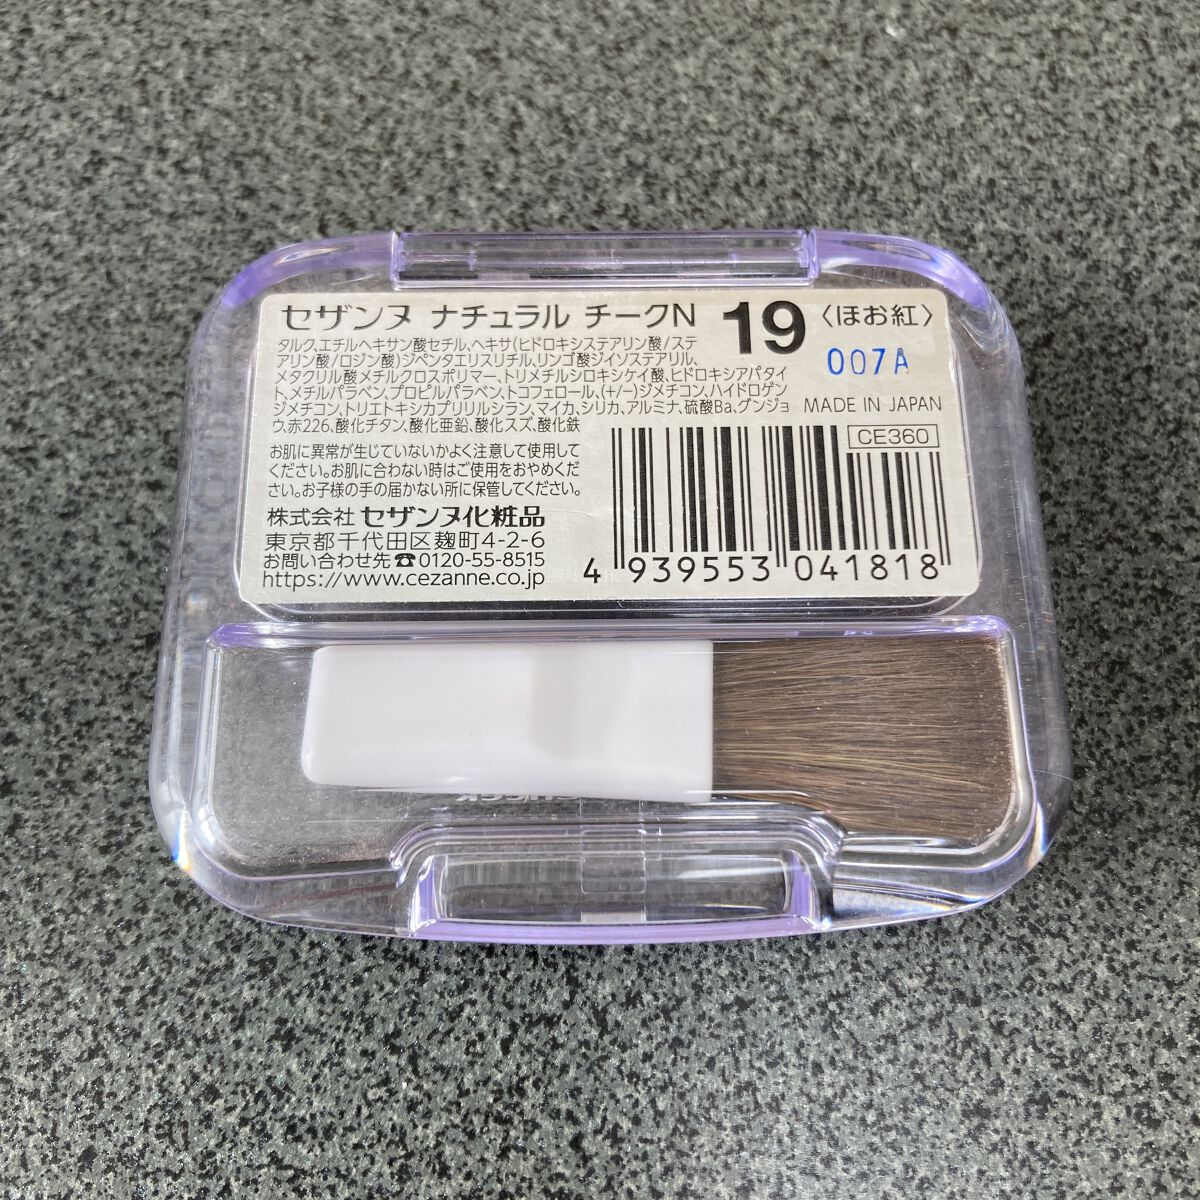 セザンヌ ナチュラル チークN 19 〈ほお紅〉
007A
タルク、エチルヘキサン酸セチル、ヘキサ(ヒドロキシステアリン酸/ステ
アリン酸/ロジン酸)ジペンタエリスリチル、リンゴ酸ジイソステアリル、
メタクリル酸メチルクロスポリマー、トリメチルシロキシケイ酸、ヒドロキシアパタイ
ト、メチルパラベン、プロピルパラベン、トコフェロール、(+/-)ジメチコン、ハイドロゲン
ジメチコン、トリエトキシカプリリルシラン、マイカ、シリカ、アルミナ、硫酸Ba、グンジョ
ウ、赤226、酸化チタン、酸化亜鉛、酸化スズ、酸化鉄
MADE IN JAPAN
CE360
お肌に異常が生じていないかよく注意して使用して
ください。お肌に合わない時はご使用をおやめくだ
さい。お子様の手の届かない所に保管してください。
株式会社 セザンヌ化粧品
東京都千代田区麹町4-2-6
お問い合わせ先☎0120-55-8515
https://www.cezanne.co.jp
4 939553 041818